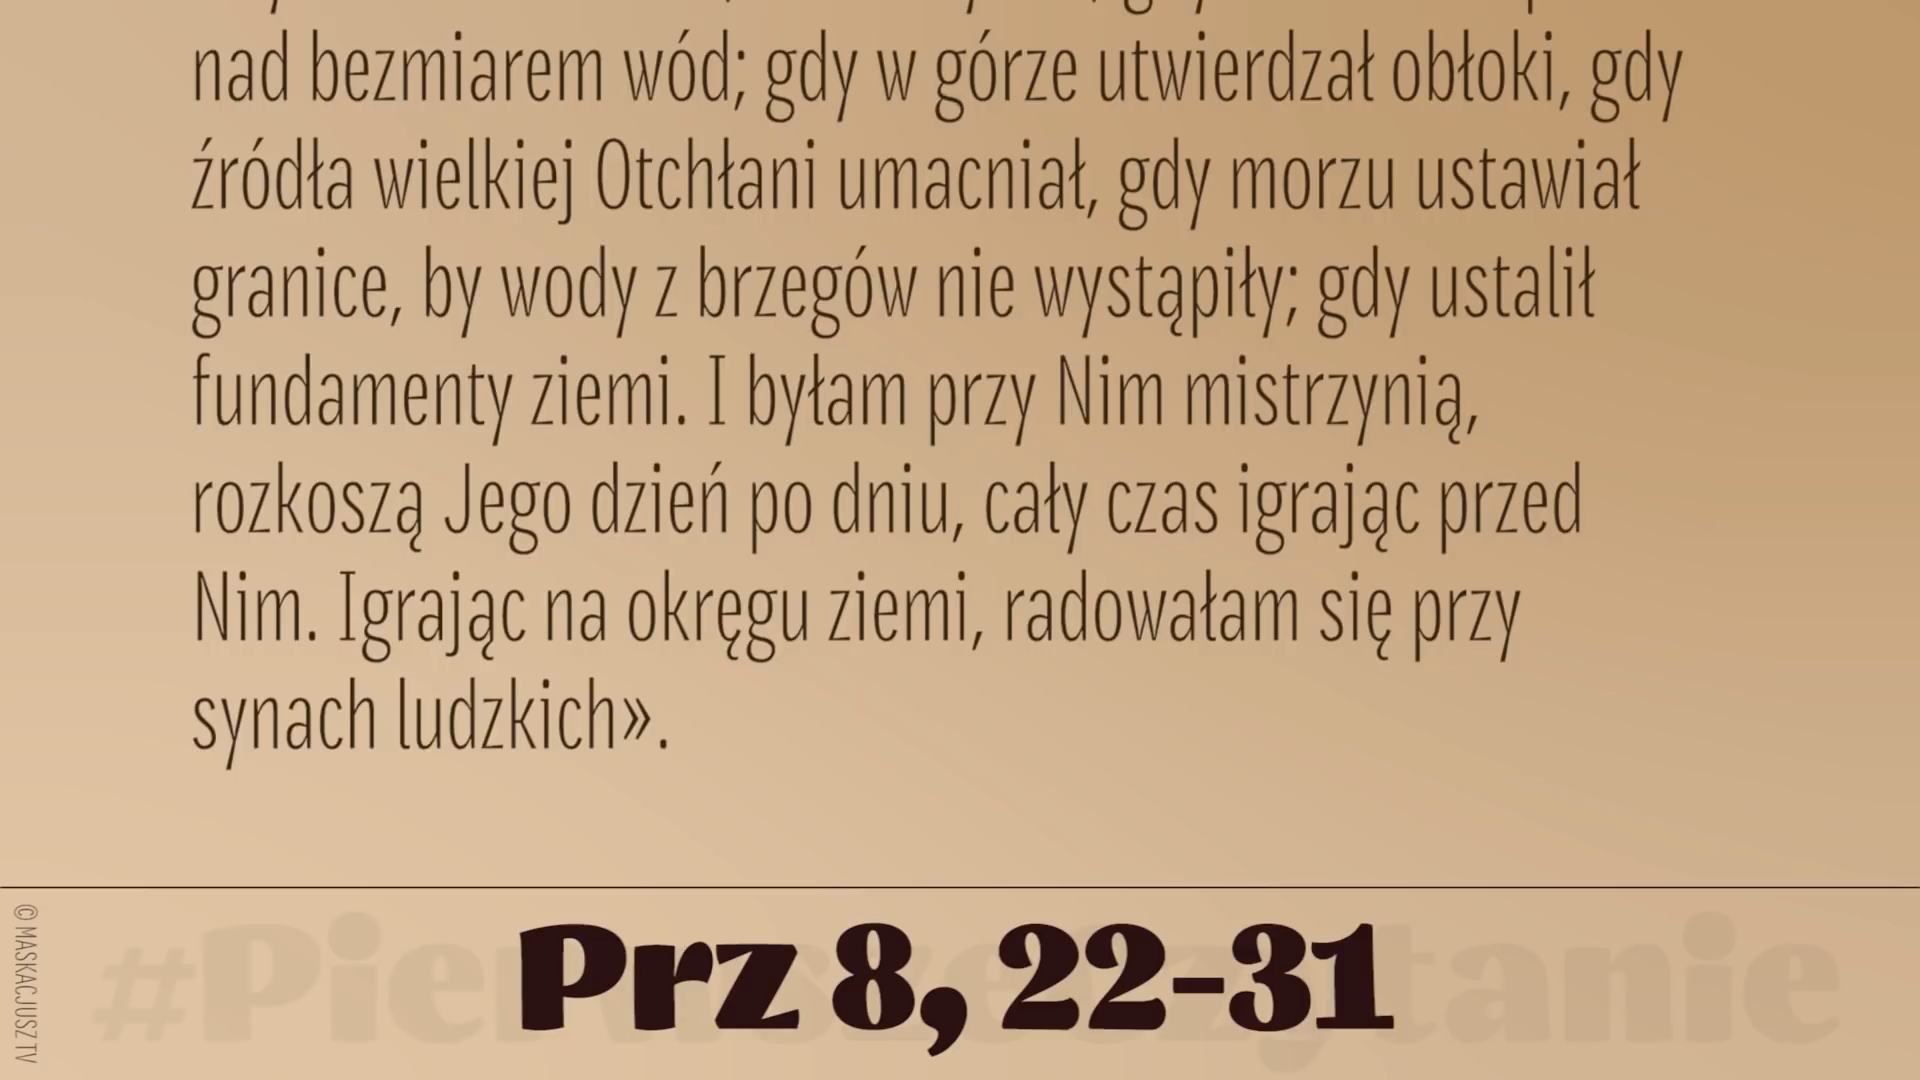 nad bezmiarem wód; gdy w górze utwierdzał obłoki, gdy
źródła wielkiej Otchłani umacniał, gdy morzu ustawiał
granice, by wody z brzegów nie wystąpiły; gdy ustalił
fundamenty ziemi. I byłam przy Nim mistrzynią,
rozkoszą Jego dzień po dniu, cały czas igrając przed
Nim. Igrając na okręgu ziemi, radowałam się przy
synach ludzkich».
#PierwszeCzytanie
Prz 8, 22-31
© MASKACJUSZ TV